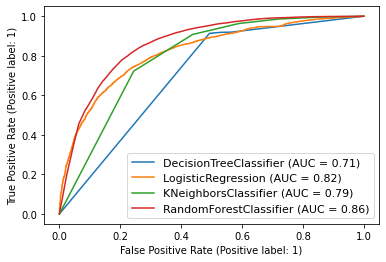 1.0
0.8
0.6
0.4
0.2
0.0
True Positive Rate (Positive label: 1)
DecisionTreeClassifier (AUC = 0.71)
LogisticRegression (AUC = 0.82)
KNeighborsClassifier (AUC = 0.79)
RandomForestClassifier (AUC = 0.86)
0.0 0.2 0.4 0.6 0.8 1.0
False Positive Rate (Positive label: 1)